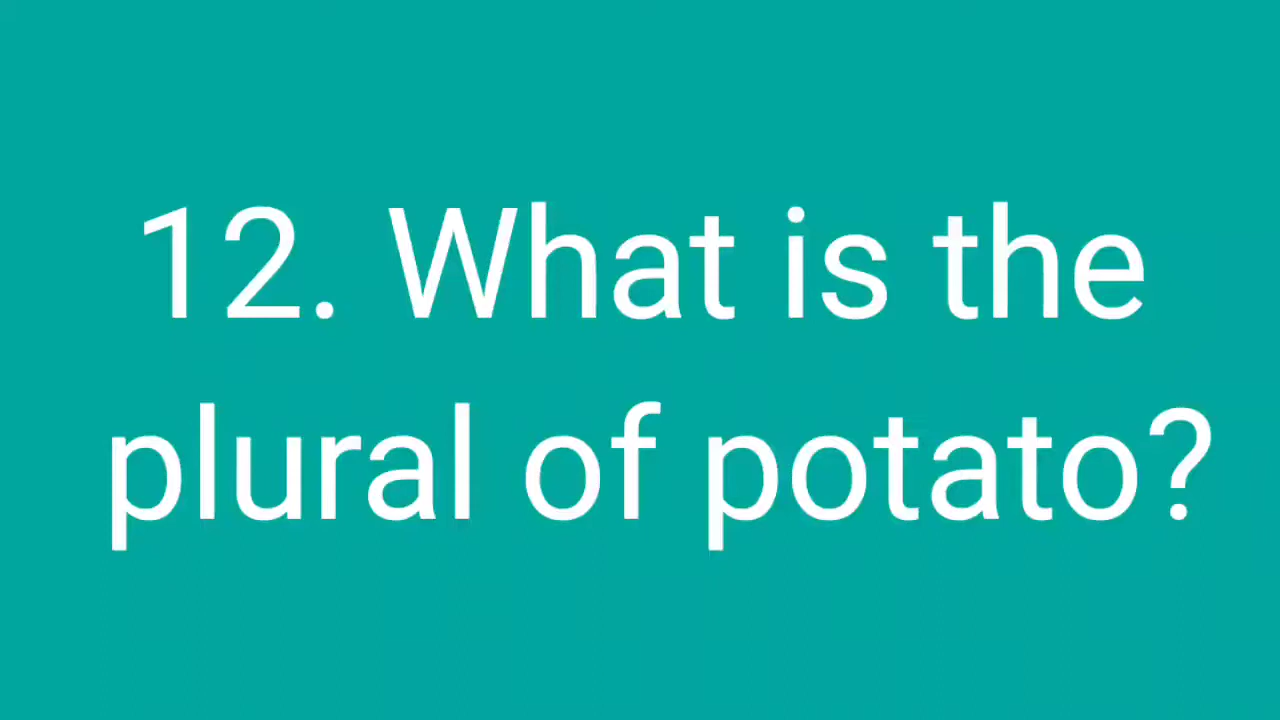 12. What is the
plural of potato?